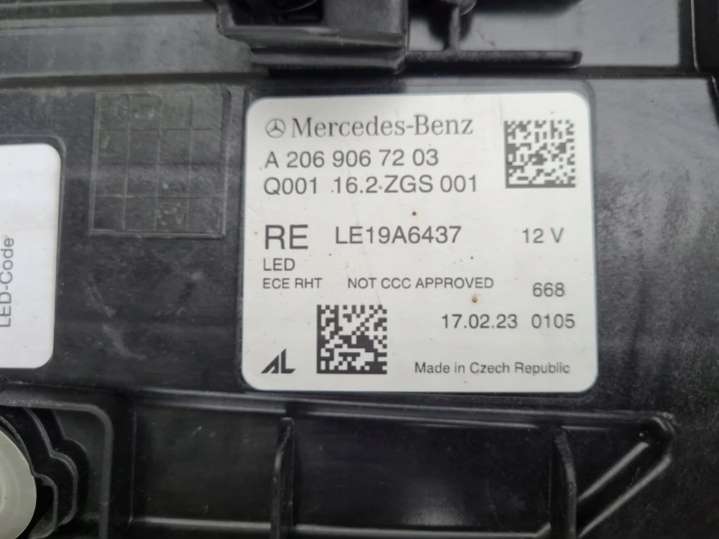 Mercedes-Benz
A 206 906 72 03
Q001 16.2 ZGS 001
RE LE19A6437 12 V
LED
ECE RHT NOT CCC APPROVED 668
17.02.23 0105
AL Made in Czech Republic
LED-Code